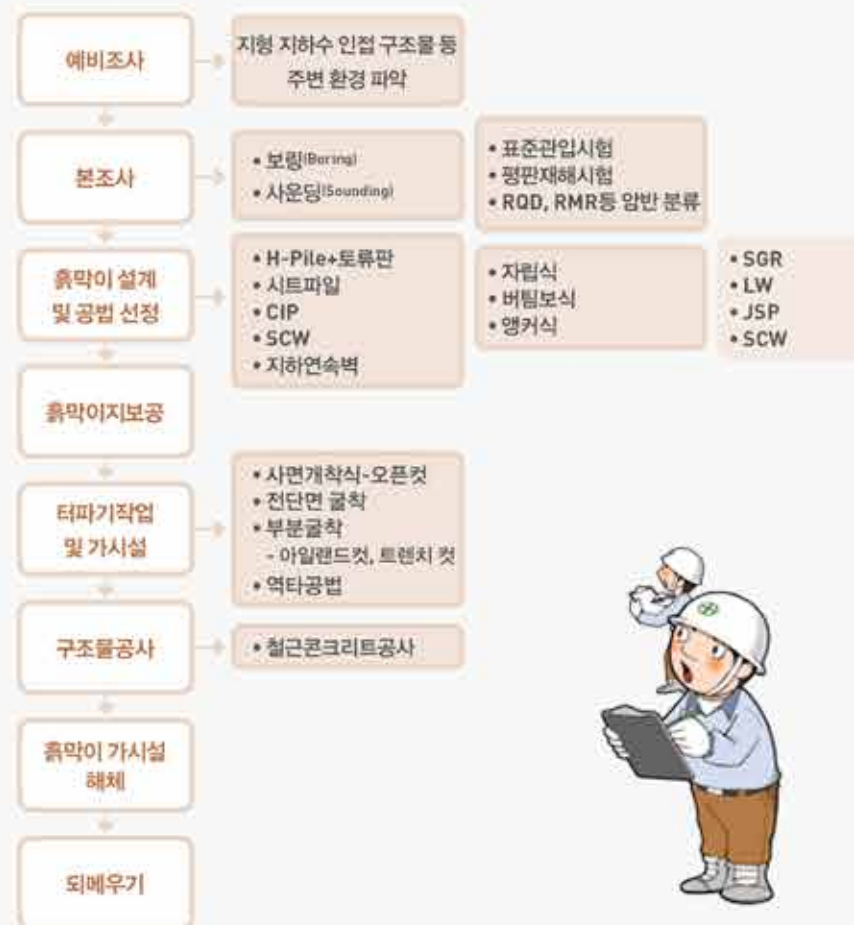 예비조사
지형 지하수 인접 구조물 등
주변 환경 파악
본조사
• 보링(Boring)
• 사운딩(Sounding)
• 표준관입시험
• 평판재해시험
• RQD, RMR등 암반 분류
흙막이 설계
및 공법 선정
• H-Pile+토류판
• 시트파일
• CIP
• SCW
• 지하연속벽
• 자립식
• 버팀보식
• 앵커식
• SGR
• LW
• JSP
• SCW
흙막이지보공
터파기작업
및 가시설
• 사면개착식-오픈컷
• 전단면 굴착
• 부분굴착
- 아일랜드컷, 트렌치 컷
• 역타공법
구조물공사
• 철근콘크리트공사
흙막이 가시설
해체
되메우기